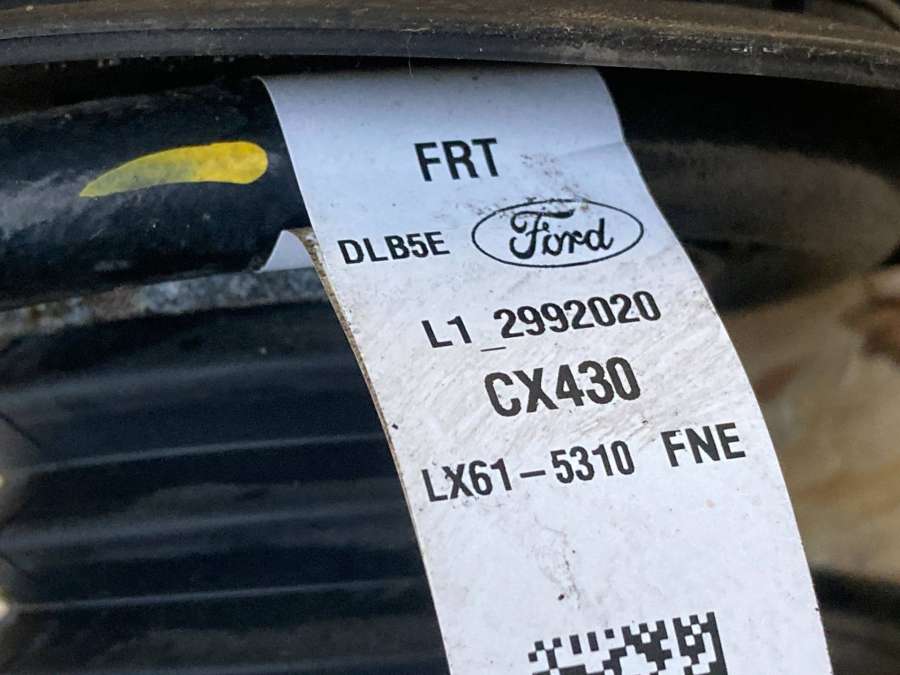 FRT
DLB5E Ford
L1_2992020
CX430
LX61-5310 FNE